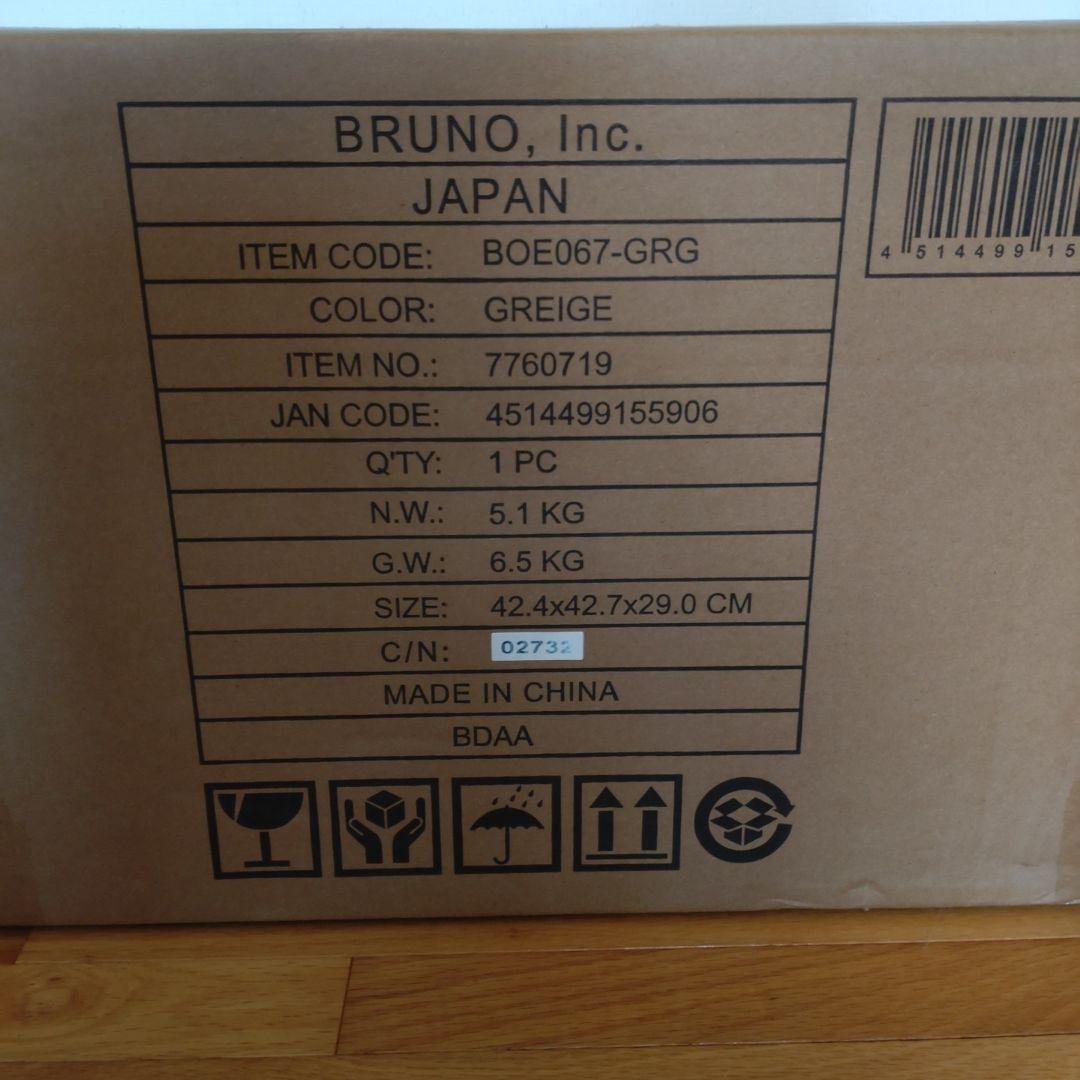 BRUNO, Inc.
JAPAN
ITEM CODE: BOE067-GRG
COLOR: GREIGE
ITEM NO.: 7760719
JAN CODE: 4514499155906
Q'TY: 1 PC
N.W.: 5.1 KG
G.W.: 6.5 KG
SIZE: 42.4x42.7x29.0 CM
C/N: 02732
MADE IN CHINA
BDAA
4 514499 15